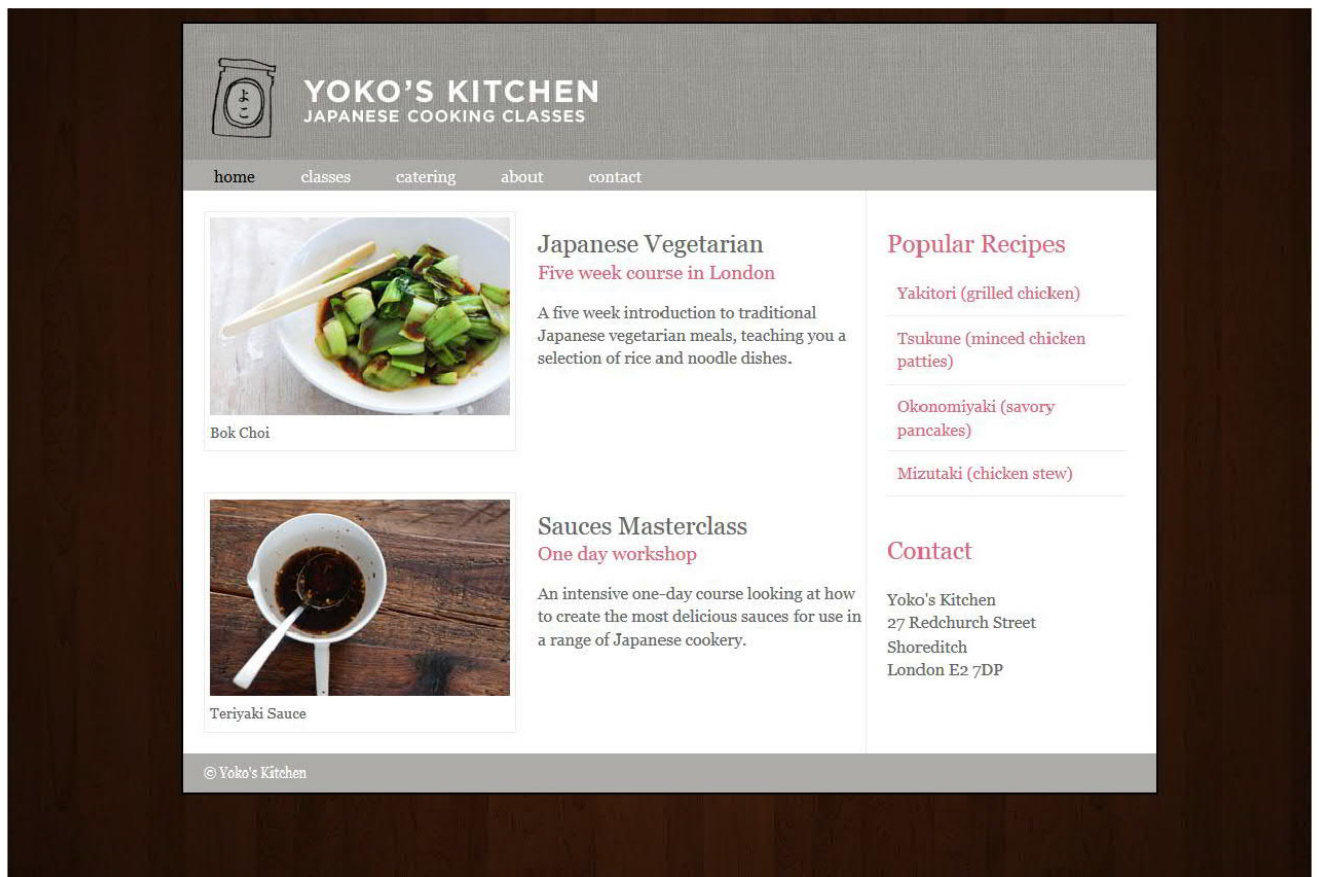 よこ
YOKO'S KITCHEN
JAPANESE COOKING CLASSES
home classes catering about contact
Japanese Vegetarian
Five week course in London
A five week introduction to traditional
Japanese vegetarian meals, teaching you a
selection of rice and noodle dishes.
Bok Choi
Sauces Masterclass
One day workshop
An intensive one-day course looking at how
to create the most delicious sauces for use in
a range of Japanese cookery.
Teriyaki Sauce
Popular Recipes
Yakitori (grilled chicken)
Tsukune (minced chicken
patties)
Okonomiyaki (savory
pancakes)
Mizutaki (chicken stew)
Contact
Yoko's Kitchen
27 Redchurch Street
Shoreditch
London E2 7DP
© Yoko's Kitchen